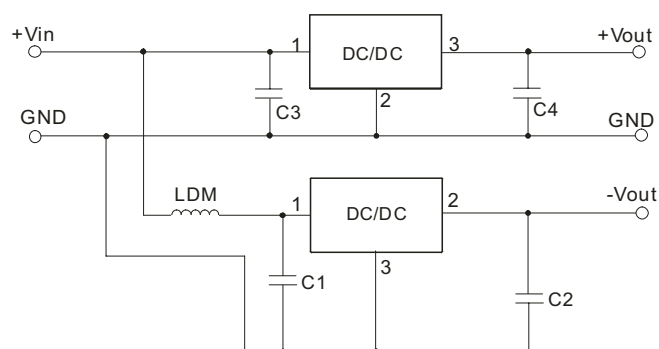 +Vin
1
DC/DC
3
+Vout
C3
2
C4
GND
GND
LDM
1
DC/DC
2
-Vout
3
C1
C2